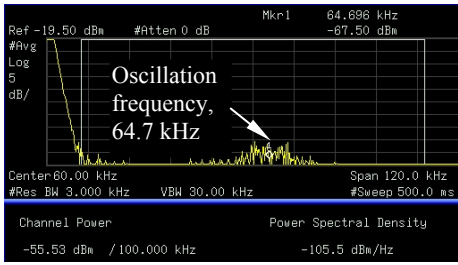 Mkr1 64.696 kHz
Ref -19.50 dBm #Atten 0 dB -67.50 dBm
#Avg
Log
5
dB/
Oscillation
frequency,
64.7 kHz
Center 60.00 kHz Span 120.0 kHz
#Res BW 3.000 kHz VBW 30.00 kHz #Sweep 500.0 ms
Channel Power Power Spectral Density
-55.53 dBm / 100.000 kHz -105.5 dBm/Hz